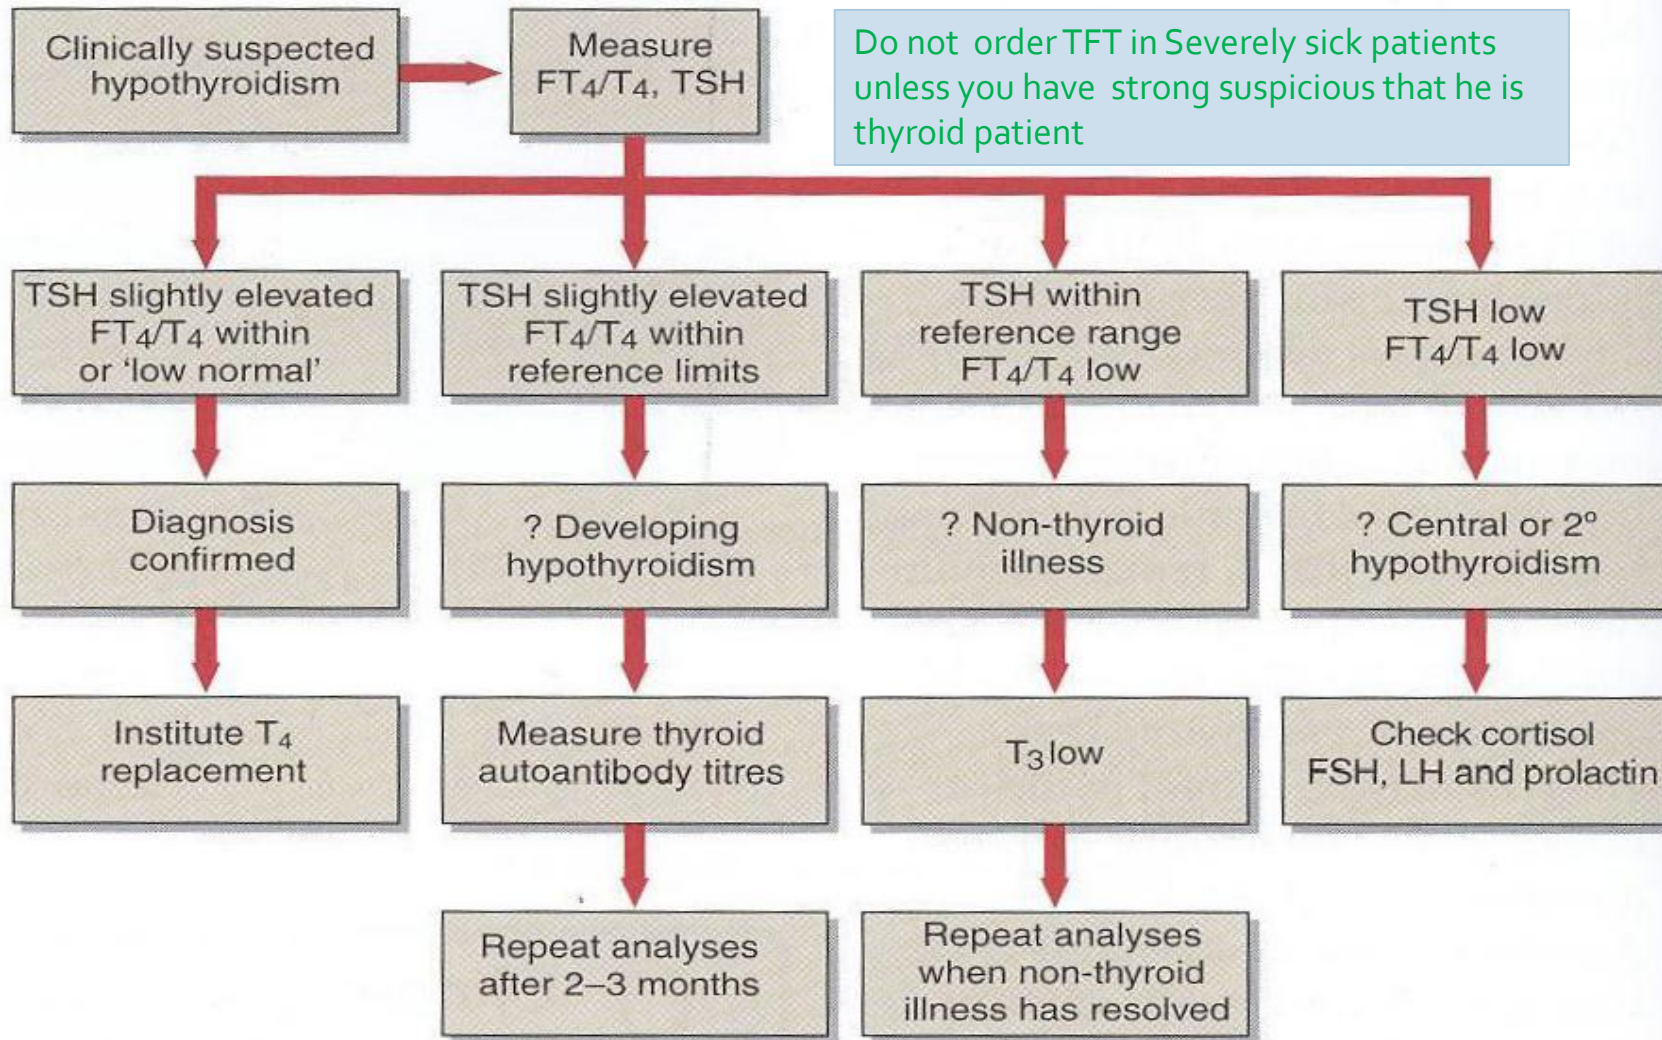 Clinically suspected
hypothyroidism
Measure
FT4/T4, TSH
Do not order TFT in Severely sick patients
unless you have strong suspicious that he is
thyroid patient
TSH slightly elevated
FT4/T4 within
or ‘low normal’
TSH slightly elevated
FT4/T4 within
reference limits
TSH within
reference range
FT4/T4 low
TSH low
FT4/T4 low
Diagnosis
confirmed
? Developing
hypothyroidism
? Non-thyroid
illness
? Central or 2º
hypothyroidism
Institute T4
replacement
Measure thyroid
autoantibody titres
T3 low
Check cortisol
FSH, LH and prolactin
Repeat analyses
after 2–3 months
Repeat analyses
when non-thyroid
illness has resolved